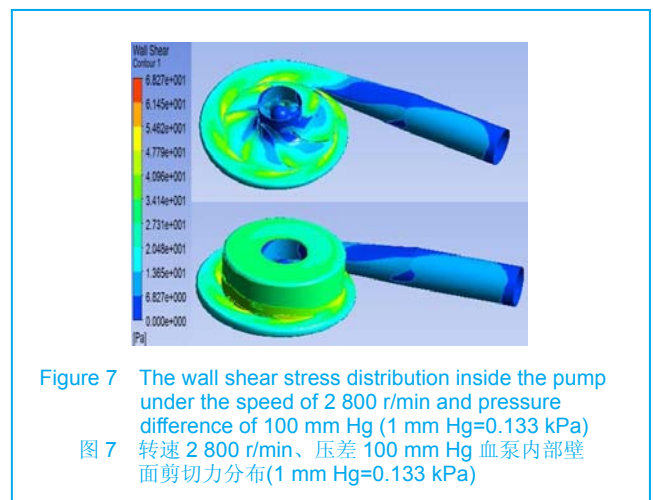 Wall Shear
Contour 1
6.827e+001
6.145e+001
5.462e+001
4.779e+001
4.096e+001
3.414e+001
2.731e+001
2.048e+001
1.365e+001
6.827e+000
0.000e+000
[Pa]
Figure 7 The wall shear stress distribution inside the pump
under the speed of 2 800 r/min and pressure
difference of 100 mm Hg (1 mm Hg=0.133 kPa)
图 7 转速 2 800 r/min、压差 100 mm Hg 血泵内部壁
面剪切力分布(1 mm Hg=0.133 kPa)